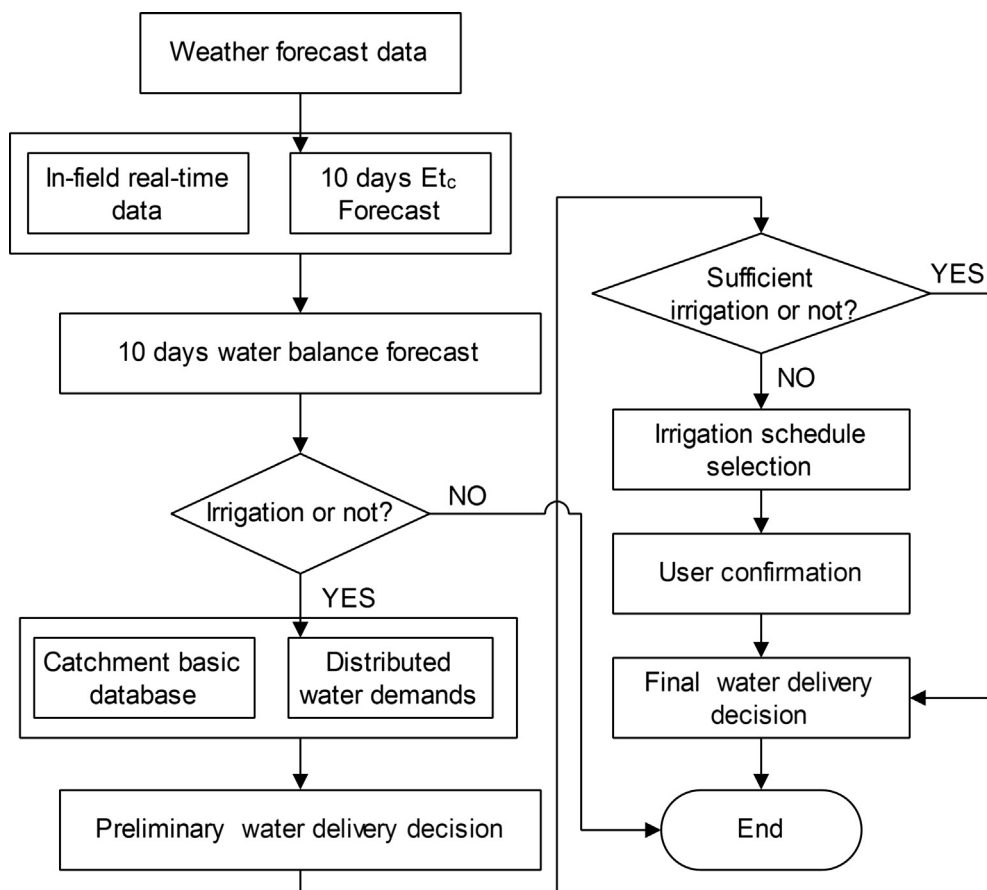 Weather forecast data
In-field real-time
data
10 days Etc
Forecast
10 days water balance forecast
Irrigation or not?
NO
YES
Catchment basic
database
Distributed
water demands
Preliminary water delivery decision
Sufficient
irrigation or not?
YES
NO
Irrigation schedule
selection
User confirmation
Final water delivery
decision
End